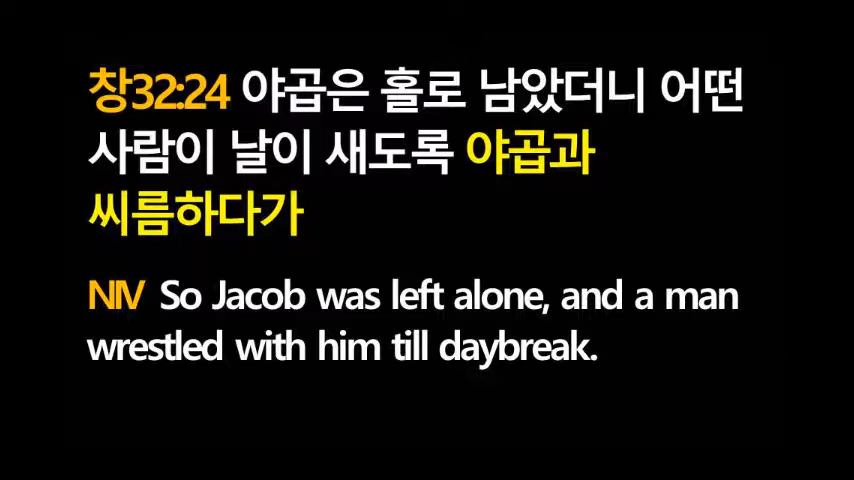 창32:24 야곱은 홀로 남았더니 어떤
사람이 날이 새도록 야곱과
씨름하다가
NIV So Jacob was left alone, and a man
wrestled with him till daybreak.